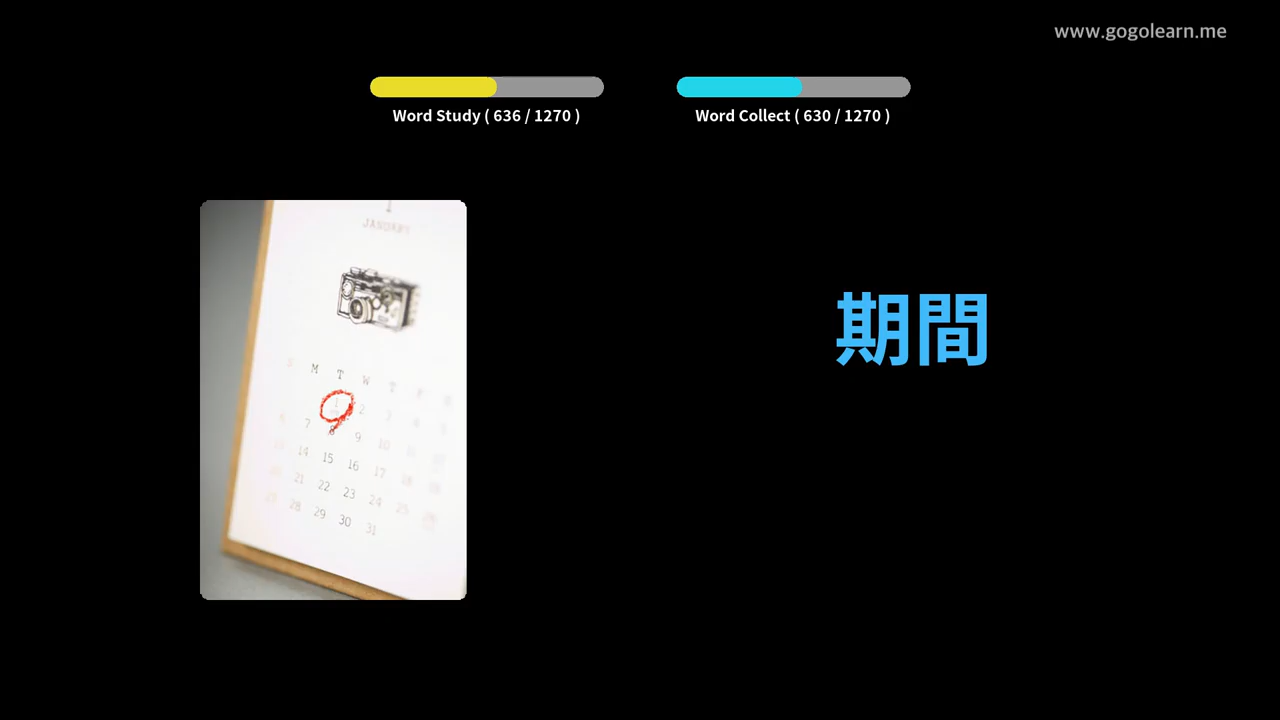 www.gogolearn.me
Word Study ( 636 / 1270 )
Word Collect ( 630 / 1270 )
JANUARY
M T W T F
1 2 3 4 5
7 8 9 10 11
14 15 16 17 18
21 22 23 24 25
28 29 30 31
期間